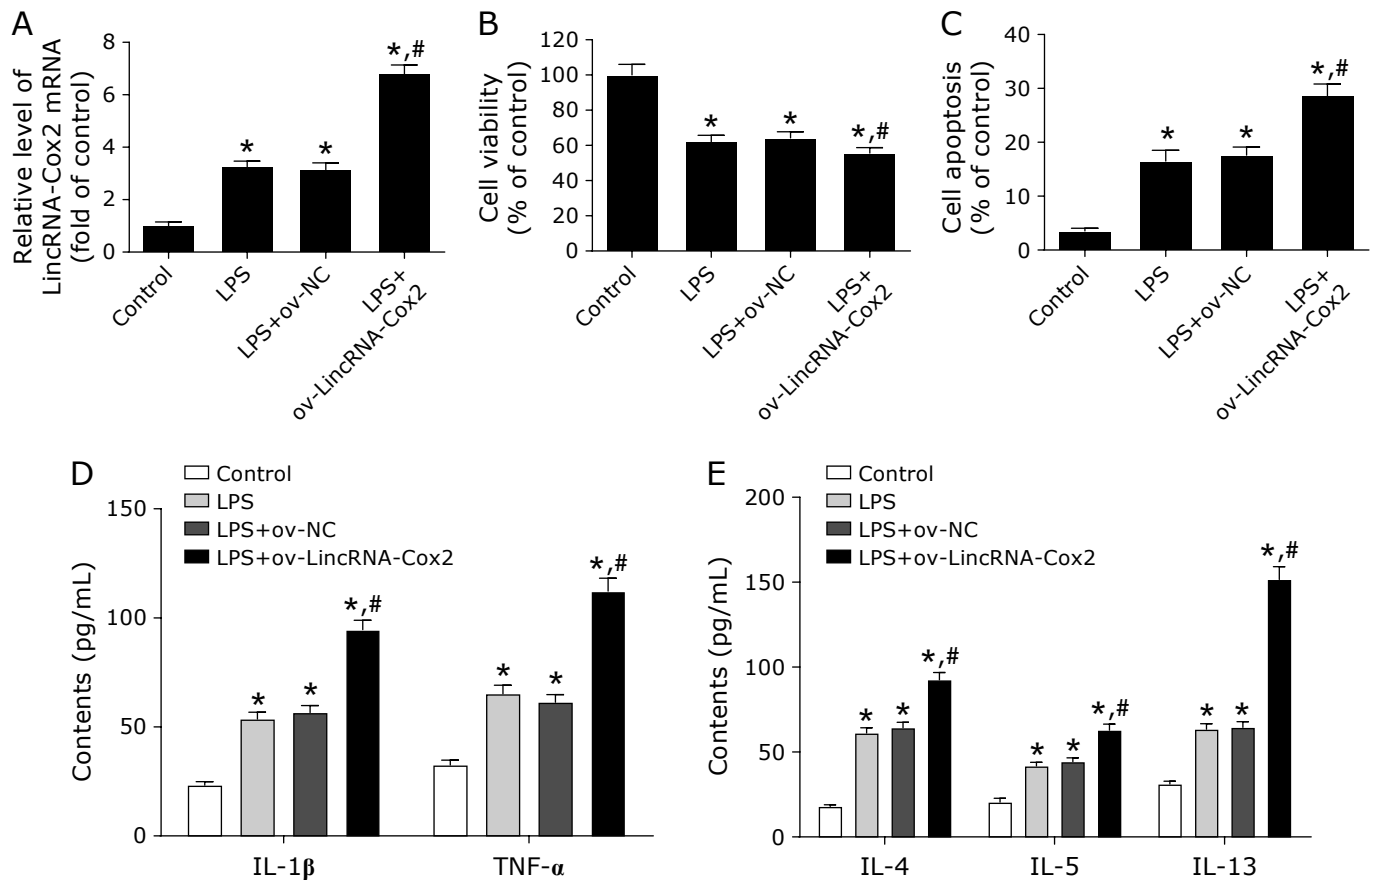 A
Relative level of
LincRNA-Cox2 mRNA
(fold of control)
8
6
4
2
0
*
*
*,#
Control
LPS
LPS+ov-NC
LPS+
ov-LincRNA-Cox2
B
Cell viability
(% of control)
120
100
80
60
40
20
0
*
*
*,#
Control
LPS
LPS+ov-NC
LPS+
ov-LincRNA-Cox2
C
Cell apoptosis
(% of control)
40
30
20
10
0
*
*
*,#
Control
LPS
LPS+ov-NC
LPS+
ov-LincRNA-Cox2
D
Control
LPS
LPS+ov-NC
LPS+ov-LincRNA-Cox2
Contents (pg/mL)
150
100
50
0
*
*
*,#
*
*
*,#
IL-1β
TNF-α
E
Control
LPS
LPS+ov-NC
LPS+ov-LincRNA-Cox2
Contents (pg/mL)
200
150
100
50
0
*
*
*,#
*
*
*,#
*
*
*,#
IL-4
IL-5
IL-13